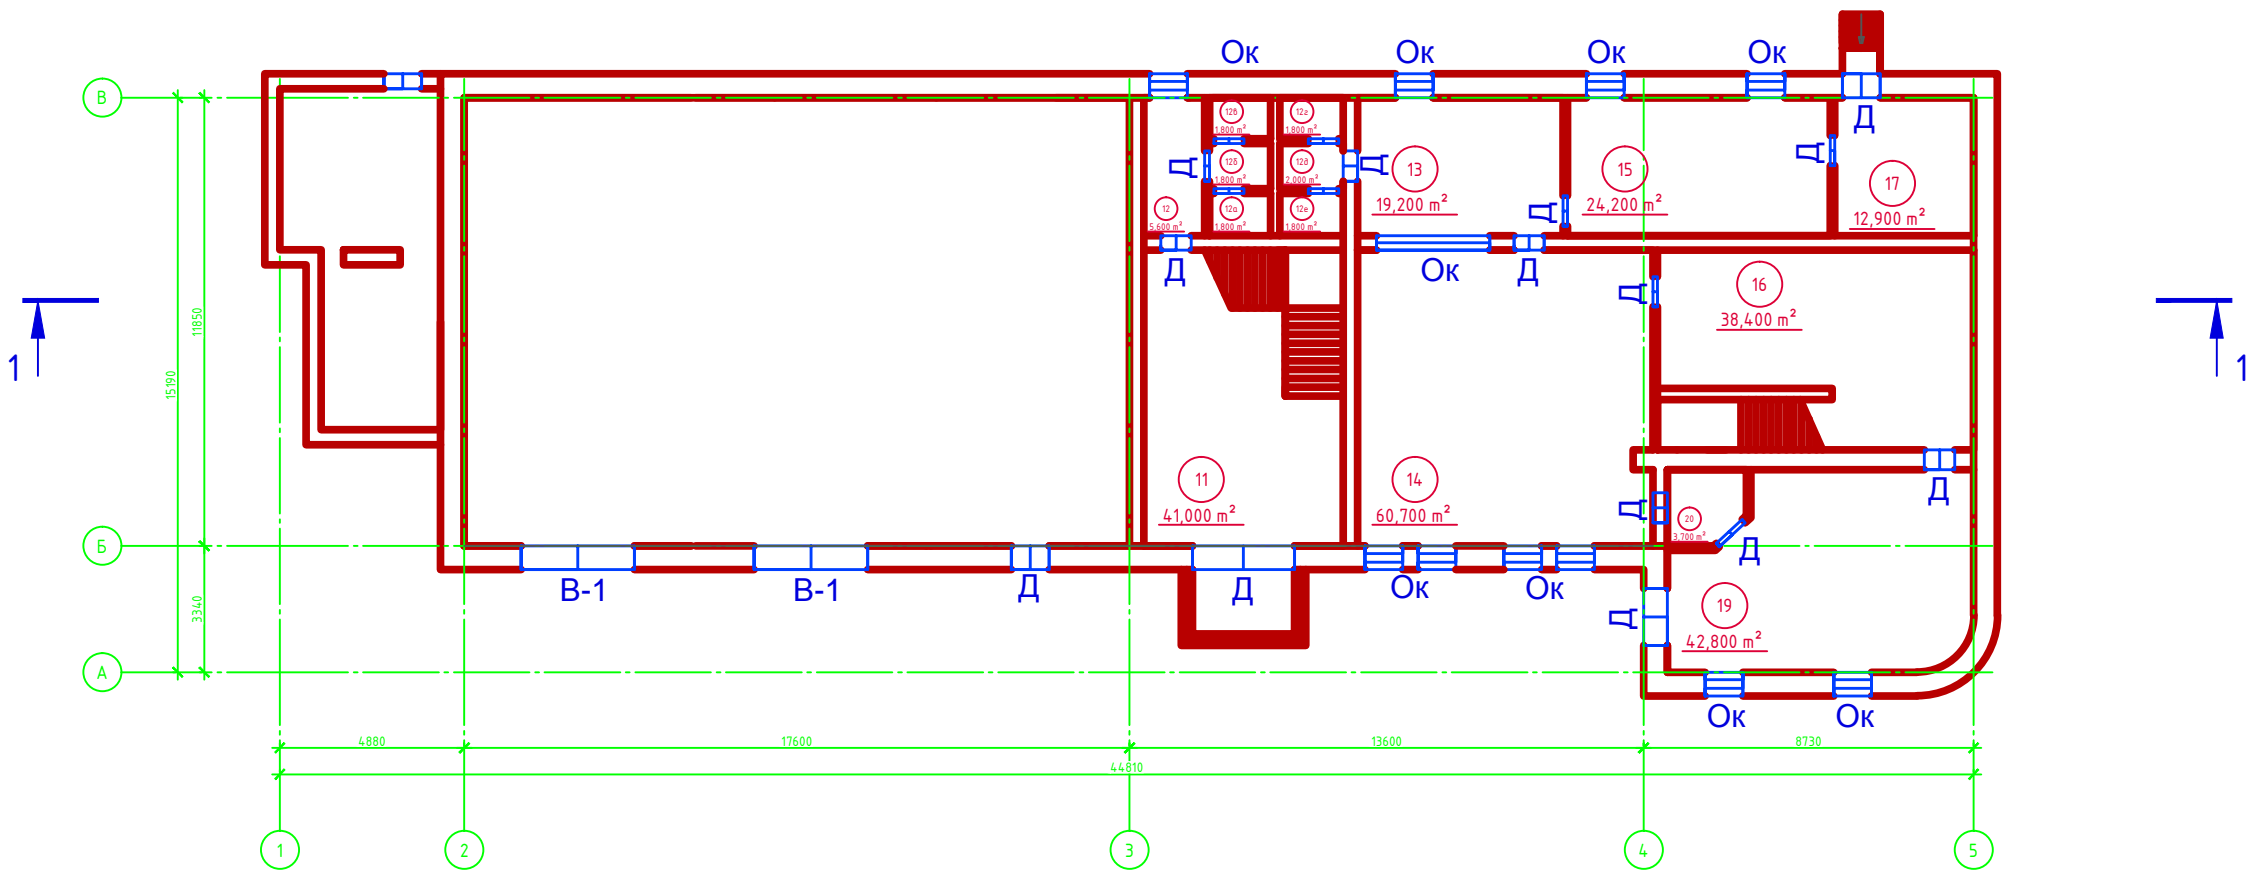 Ок Ок Ок Ок
В
Д
12в
1,800 m²
12г
1,800 m²
Д
12б
1,800 m²
12д
2,000 m²
Д
13
19,200 m²
15
24,200 m²
Д
17
12,900 m²
12
5,600 m²
12а
1,800 m²
12е
1,800 m²
Д
Д
Ок
Д
Д
16
38,400 m²
1
1
11850
15190
11
41,000 m²
14
60,700 m²
Д
20
3,700 m²
Д
Б
Д
В-1
В-1
Д
Д
Ок
Ок
3340
Д
19
42,800 m²
А
Ок
Ок
4880
17600
13600
8730
44810
1
2
3
4
5